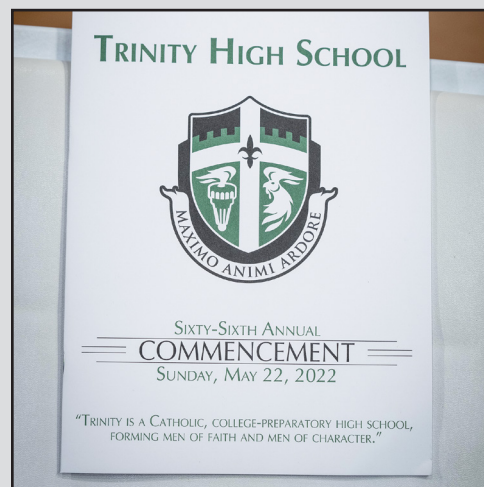 TRINITY HIGH SCHOOL
MAXIMO ANIMI ARDORE
SIXTY-SIXTH ANNUAL
COMMENCEMENT
SUNDAY, MAY 22, 2022
"TRINITY IS A CATHOLIC, COLLEGE-PREPARATORY HIGH SCHOOL,
FORMING MEN OF FAITH AND MEN OF CHARACTER."